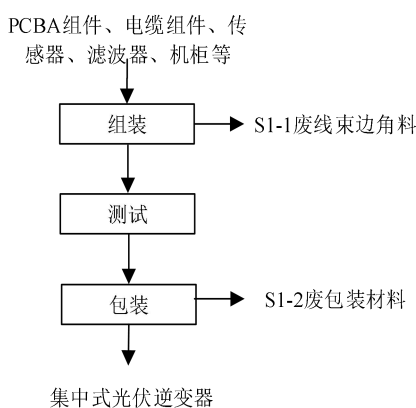 PCBA组件、电缆组件、传
感器、滤波器、机柜等
组装
S1-1废线束边角料
测试
包装
S1-2废包装材料
集中式光伏逆变器